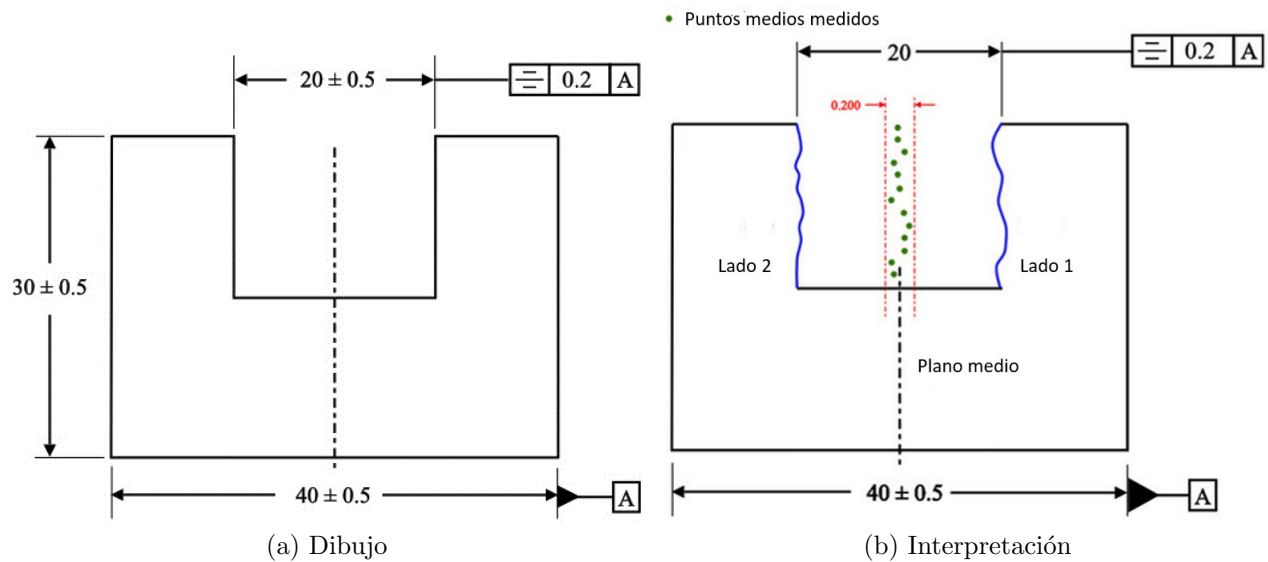 20 ± 0.5
0.2 A
30 ± 0.5
40 ± 0.5
A
(a) Dibujo
Puntos medios medidos
20
0.2 A
0.200
Lado 2
Lado 1
Plano medio
40 ± 0.5
A
(b) Interpretación